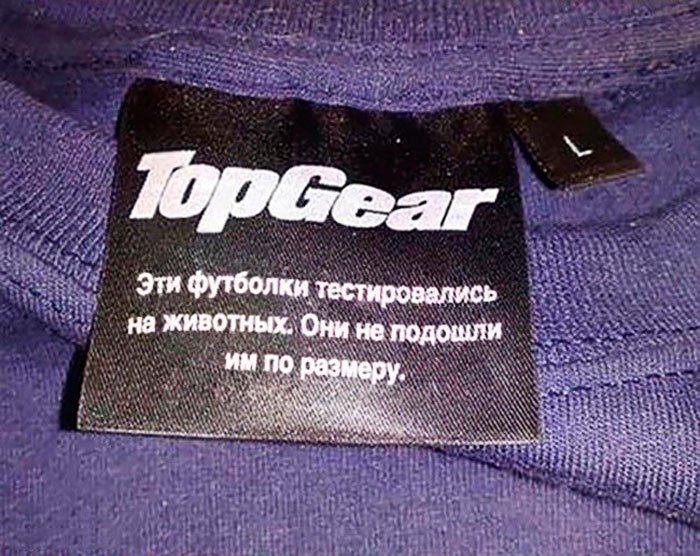 TopGear
L
Эти футболки тестировались
на животных. Они не подошли
им по размеру.